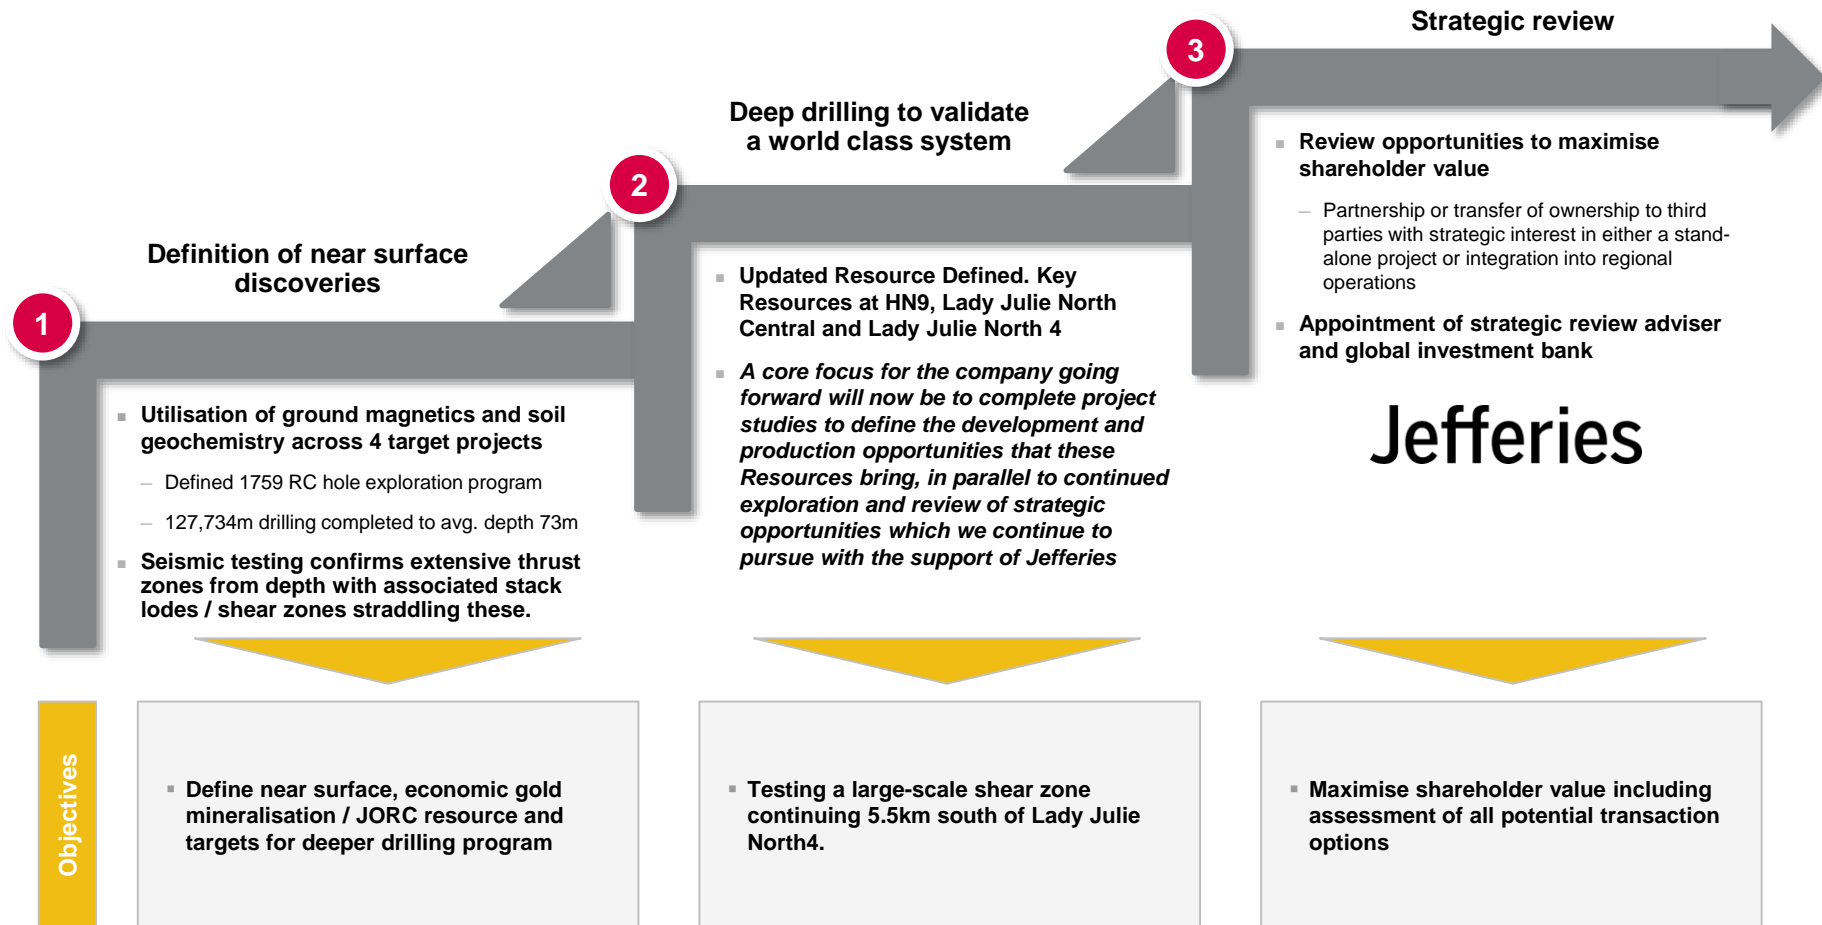 1
Definition of near surface
discoveries
■ Utilisation of ground magnetics and soil
geochemistry across 4 target projects
– Defined 1759 RC hole exploration program
– 127,734m drilling completed to avg. depth 73m
■ Seismic testing confirms extensive thrust
zones from depth with associated stack
lodes / shear zones straddling these.
2
Deep drilling to validate
a world class system
■ Updated Resource Defined. Key
Resources at HN9, Lady Julie North
Central and Lady Julie North 4
■ A core focus for the company going
forward will now be to complete project
studies to define the development and
production opportunities that these
Resources bring, in parallel to continued
exploration and review of strategic
opportunities which we continue to
pursue with the support of Jefferies
3
Strategic review
■ Review opportunities to maximise
shareholder value
– Partnership or transfer of ownership to third
parties with strategic interest in either a stand-
alone project or integration into regional
operations
■ Appointment of strategic review adviser
and global investment bank
Jefferies
Objectives
■ Define near surface, economic gold
mineralisation / JORC resource and
targets for deeper drilling program
■ Testing a large-scale shear zone
continuing 5.5km south of Lady Julie
North4.
■ Maximise shareholder value including
assessment of all potential transaction
options